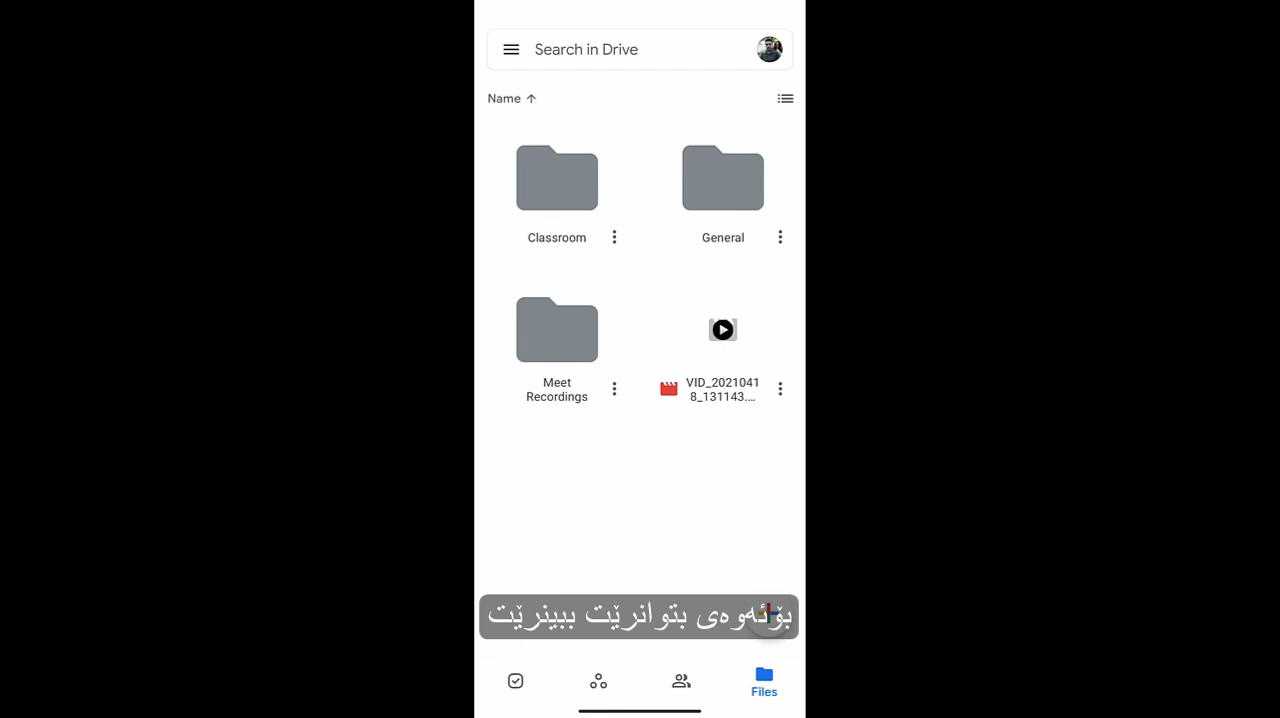 Search in Drive
Name
Classroom
General
Meet
Recordings
VID_2021041
8_131143....
بۆئەوەی بتوانرێت ببینرێت
Files